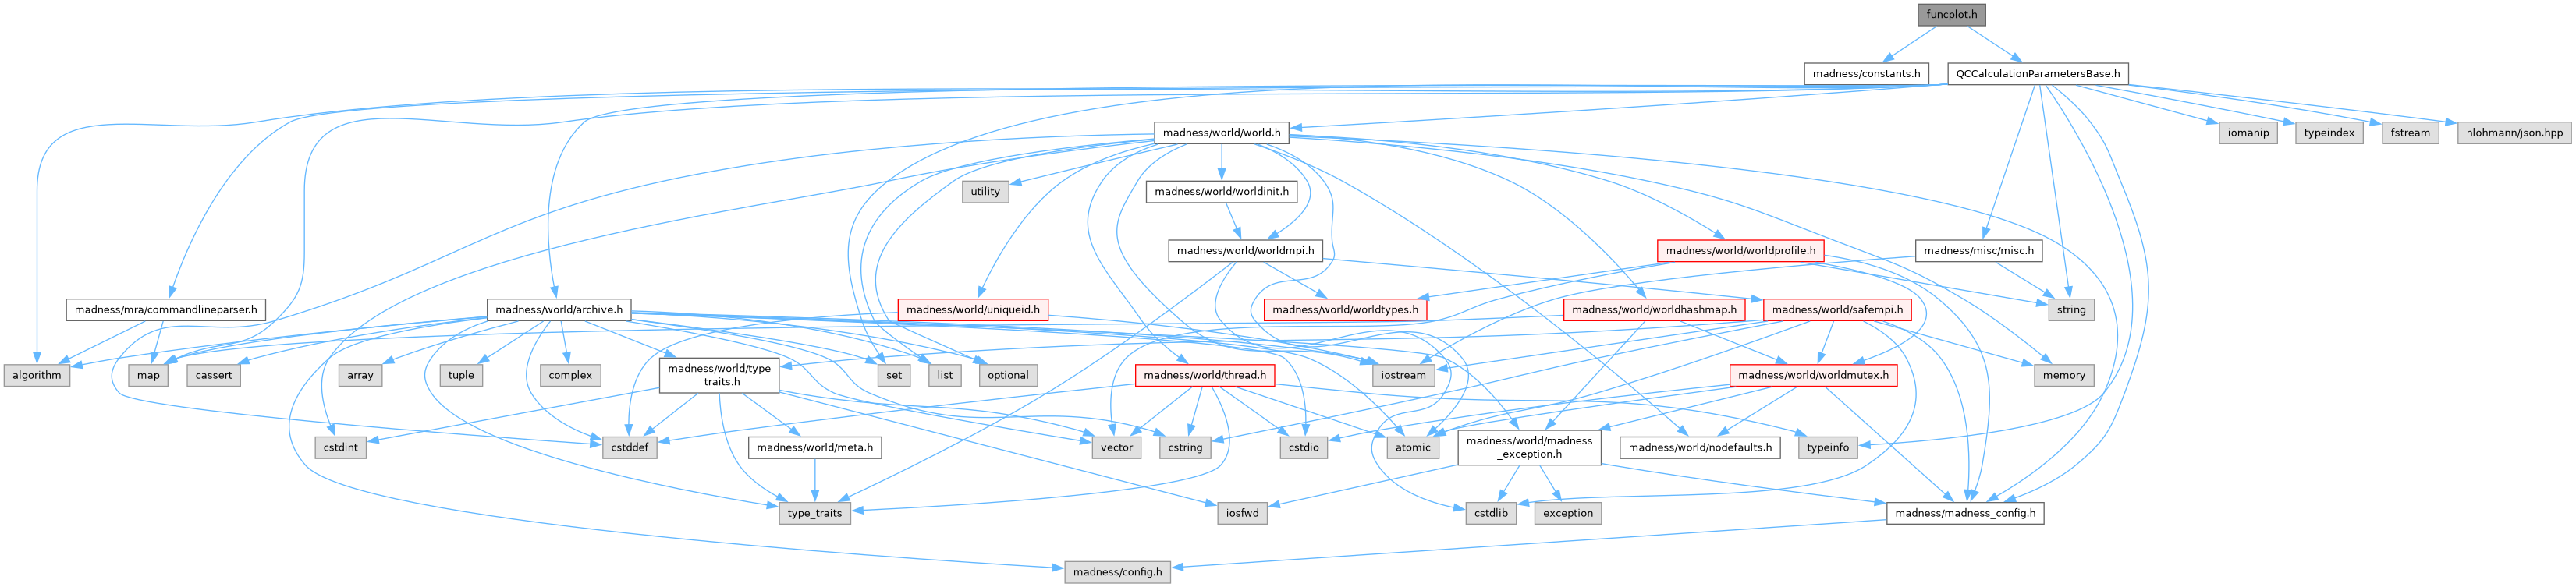 funcplot.h
madness/constants.h
QCCalculationParametersBase.h
madness/world/world.h
iomanip
typeindex
fstream
nlohmann/json.hpp
utility
madness/world/worldinit.h
madness/world/worldmpi.h
madness/world/worldprofile.h
madness/misc/misc.h
madness/mra/commandlineparser.h
madness/world/archive.h
madness/world/uniqueid.h
madness/world/worldtypes.h
madness/world/worldhashmap.h
madness/world/safempi.h
string
algorithm
map
cassert
array
tuple
complex
madness/world/type
_traits.h
set
list
optional
madness/world/thread.h
iostream
madness/world/worldmutex.h
memory
cstdint
cstddef
madness/world/meta.h
vector
cstring
cstdio
atomic
madness/world/madness
_exception.h
madness/world/nodefaults.h
typeinfo
type_traits
iosfwd
cstdlib
exception
madness/madness_config.h
madness/config.h